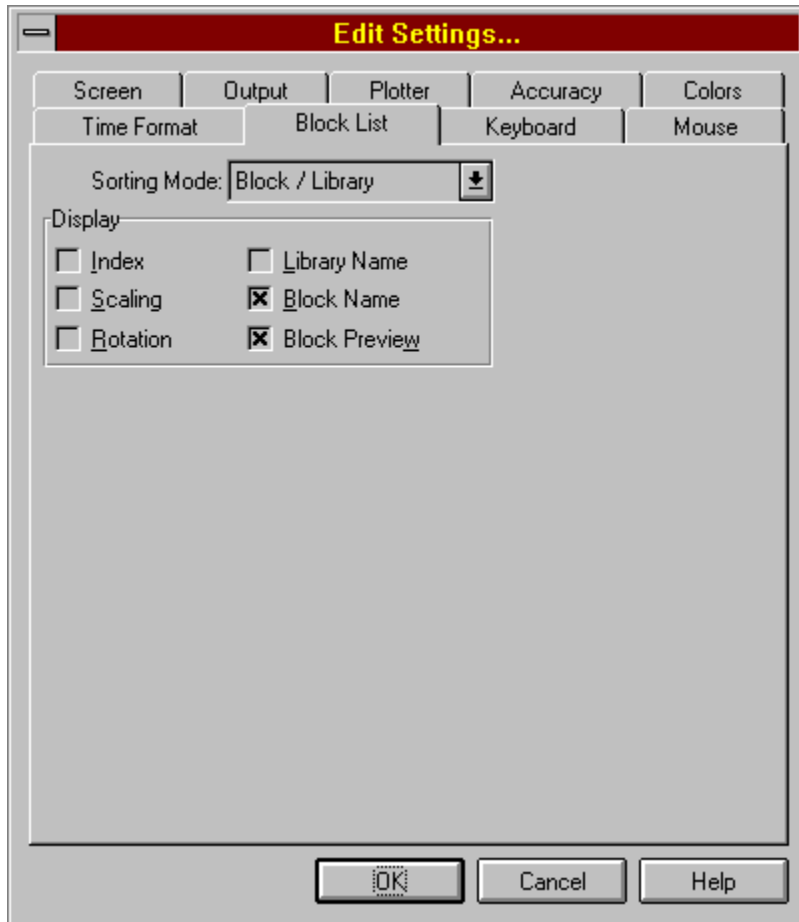 Edit Settings...
Screen Output Plotter Accuracy Colors
Time Format Block List Keyboard Mouse
Sorting Mode: Block / Library
Display
Index Library Name
Scaling Block Name
Rotation Block Preview
OK Cancel Help